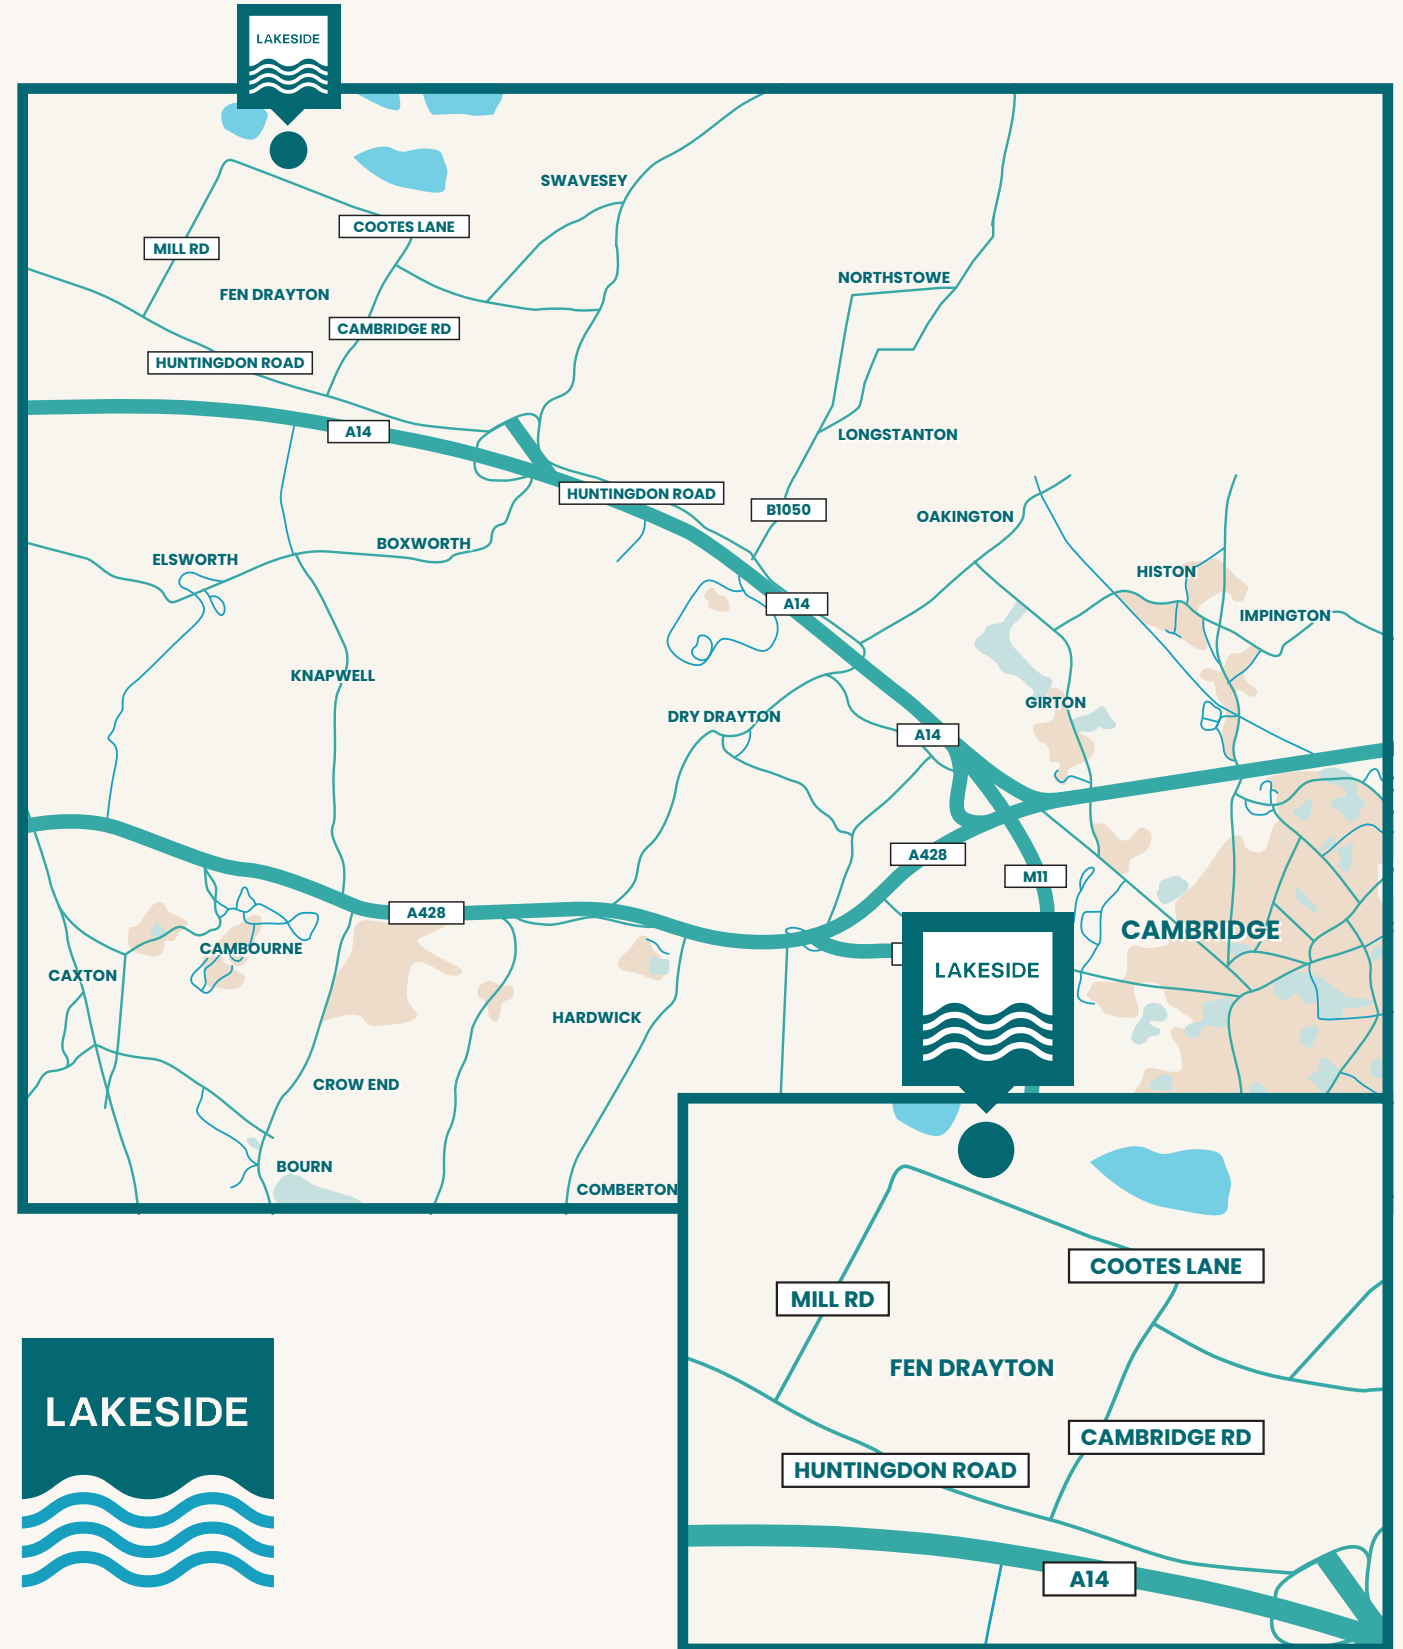 LAKESIDE
SWAVESEY
COOTES LANE
MILL RD
NORTHSTOWE
FEN DRAYTON
CAMBRIDGE RD
HUNTINGDON ROAD
A14
LONGSTANTON
HUNTINGDON ROAD
B1050
OAKINGTON
BOXWORTH
ELSWORTH
HISTON
A14
IMPINGTON
KNAPWELL
GIRTON
DRY DRAYTON
A14
A428
M11
A428
CAMBRIDGE
CAMBOURNE
LAKESIDE
CAXTON
HARDWICK
CROW END
BOURN
COMBERTON
COOTES LANE
MILL RD
FEN DRAYTON
CAMBRIDGE RD
HUNTINGDON ROAD
A14
LAKESIDE